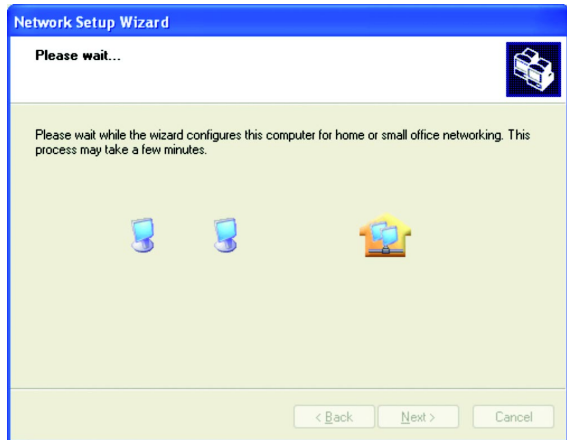 Network Setup Wizard
Please wait...
Please wait while the wizard configures this computer for home or small office networking. This
process may take a few minutes.
< Back
Next >
Cancel